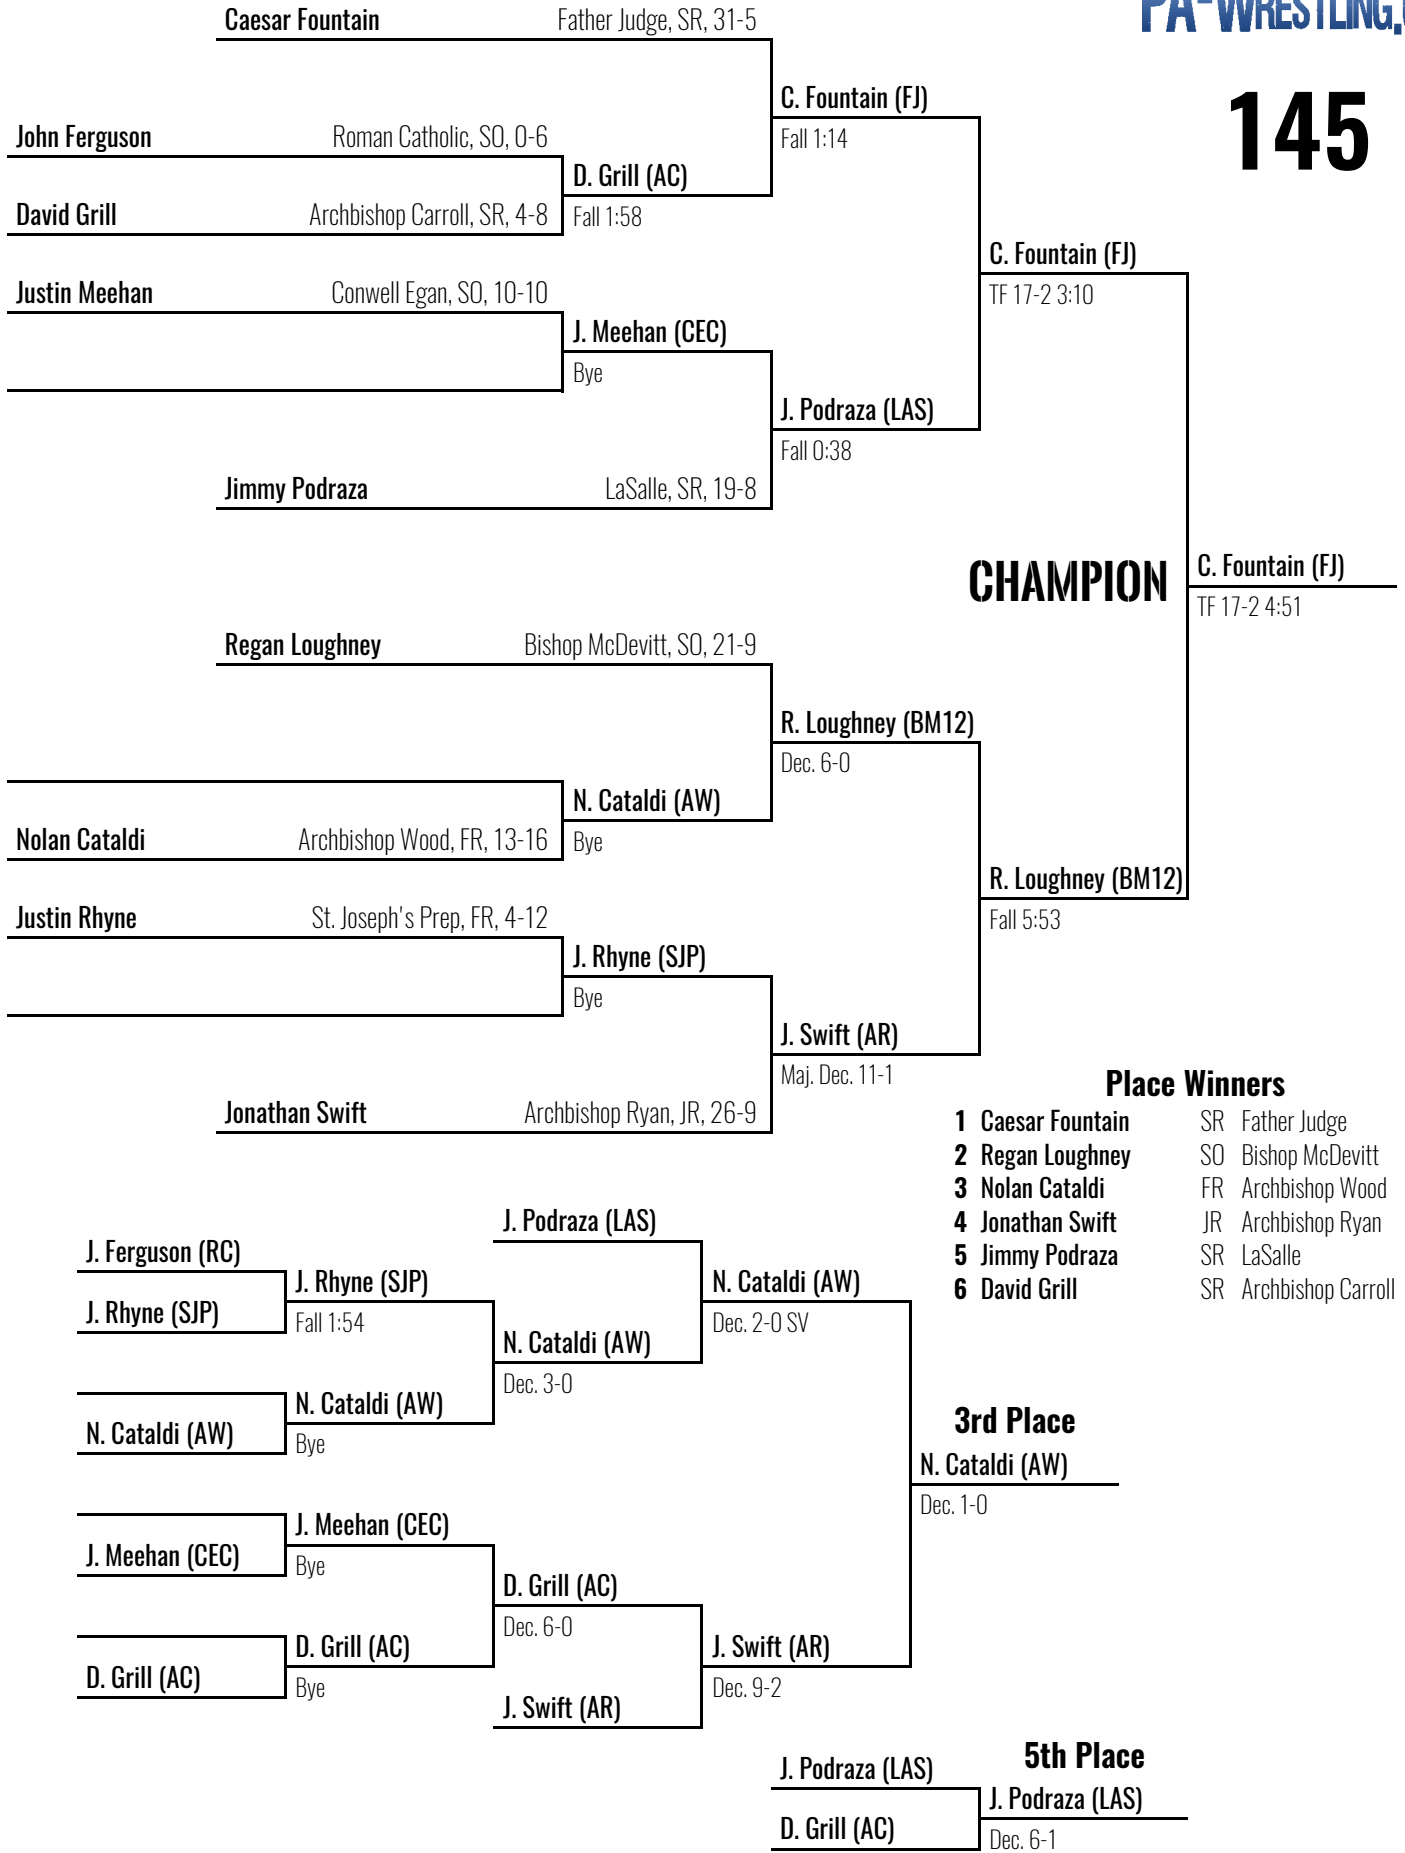 Caesar Fountain Father Judge, SR, 31-5
PA-WRESTLING.
C. Fountain (FJ)
145
John Ferguson Roman Catholic, SO, 0-6
Fall 1:14
D. Grill (AC)
David Grill Archbishop Carroll, SR, 4-8
Fall 1:58
C. Fountain (FJ)
Justin Meehan Conwell Egan, SO, 10-10
TF 17-2 3:10
J. Meehan (CEC)
Bye
J. Podraza (LAS)
Fall 0:38
Jimmy Podraza LaSalle, SR, 19-8
CHAMPION
C. Fountain (FJ)
TF 17-2 4:51
Regan Loughney Bishop McDevitt, SO, 21-9
R. Loughney (BM12)
Dec. 6-0
N. Cataldi (AW)
Nolan Cataldi Archbishop Wood, FR, 13-16
Bye
R. Loughney (BM12)
Justin Rhyne St. Joseph's Prep, FR, 4-12
Fall 5:53
J. Rhyne (SJP)
Bye
J. Swift (AR)
Maj. Dec. 11-1
Jonathan Swift Archbishop Ryan, JR, 26-9
Place Winners
1 Caesar Fountain SR Father Judge
2 Regan Loughney SO Bishop McDevitt
3 Nolan Cataldi FR Archbishop Wood
4 Jonathan Swift JR Archbishop Ryan
5 Jimmy Podraza SR LaSalle
6 David Grill SR Archbishop Carroll
J. Podraza (LAS)
J. Ferguson (RC)
J. Rhyne (SJP)
N. Cataldi (AW)
J. Rhyne (SJP)
Fall 1:54
Dec. 2-0 SV
N. Cataldi (AW)
Dec. 3-0
N. Cataldi (AW)
N. Cataldi (AW)
Bye
3rd Place
N. Cataldi (AW)
Dec. 1-0
J. Meehan (CEC)
J. Meehan (CEC)
Bye
D. Grill (AC)
Dec. 6-0
D. Grill (AC)
J. Swift (AR)
D. Grill (AC)
Bye
Dec. 9-2
J. Swift (AR)
5th Place
J. Podraza (LAS)
J. Podraza (LAS)
D. Grill (AC)
Dec. 6-1